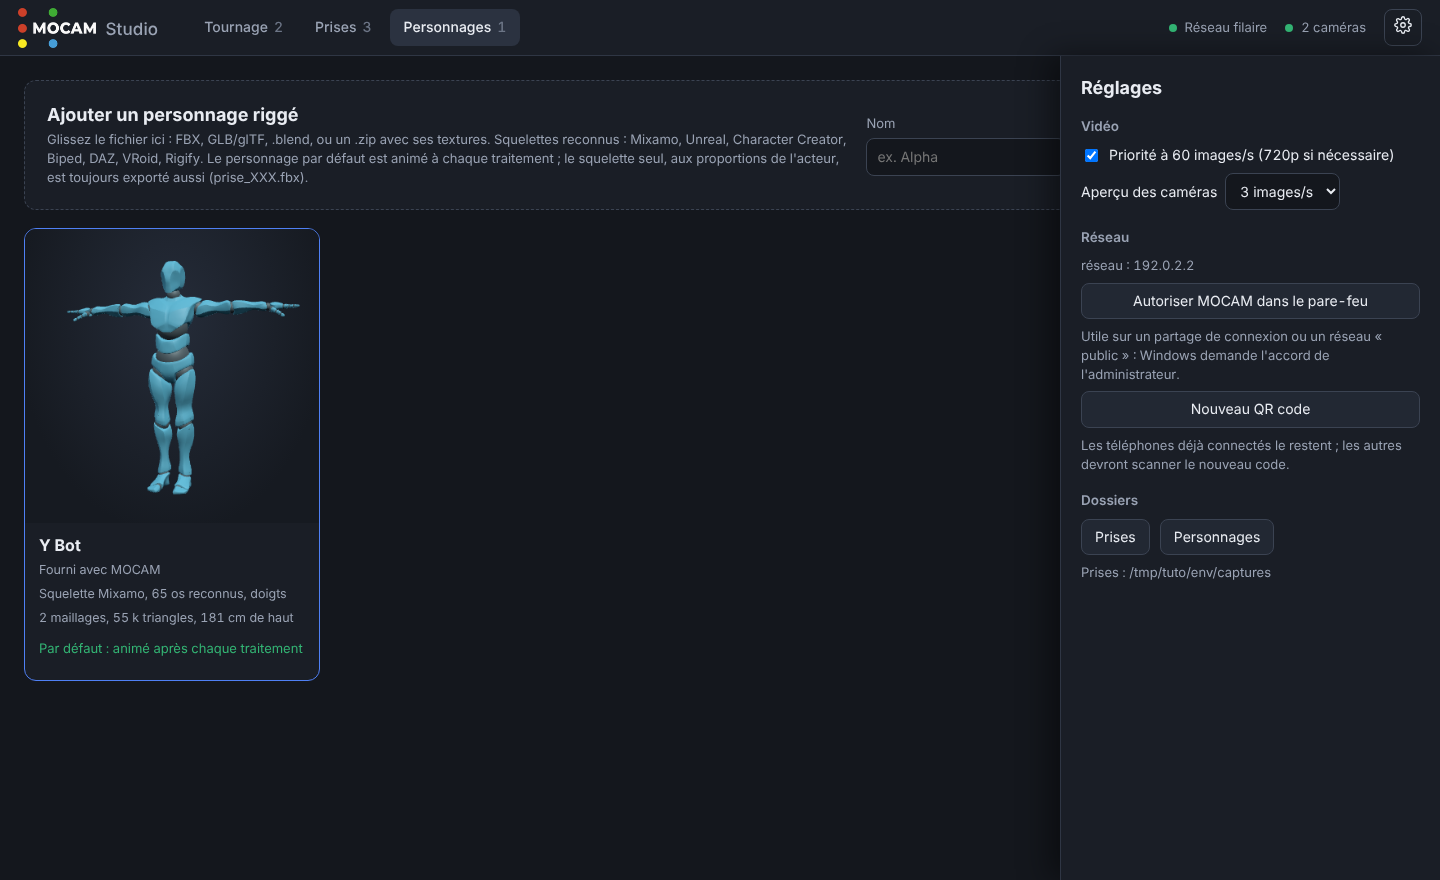 MOCAM Studio
Tournage 2
Prises 3
Personnages 1
Réseau filaire
2 caméras
Ajouter un personnage riggé
Glissez le fichier ici : FBX, GLB/glTF, .blend, ou un .zip avec ses textures. Squelettes reconnus : Mixamo, Unreal, Character Creator,
Biped, DAZ, VRoid, Rigify. Le personnage par défaut est animé à chaque traitement ; le squelette seul, aux proportions de l'acteur,
est toujours exporté aussi (prise_XXX.fbx).
Nom
ex. Alpha
Y Bot
Fourni avec MOCAM
Squelette Mixamo, 65 os reconnus, doigts
2 maillages, 55 k triangles, 181 cm de haut
Par défaut : animé après chaque traitement
Réglages
Vidéo
Priorité à 60 images/s (720p si nécessaire)
Aperçu des caméras
3 images/s
Réseau
réseau : 192.0.2.2
Autoriser MOCAM dans le pare-feu
Utile sur un partage de connexion ou un réseau «
public » : Windows demande l'accord de
l'administrateur.
Nouveau QR code
Les téléphones déjà connectés le restent ; les autres
devront scanner le nouveau code.
Dossiers
Prises
Personnages
Prises : /tmp/tuto/env/captures